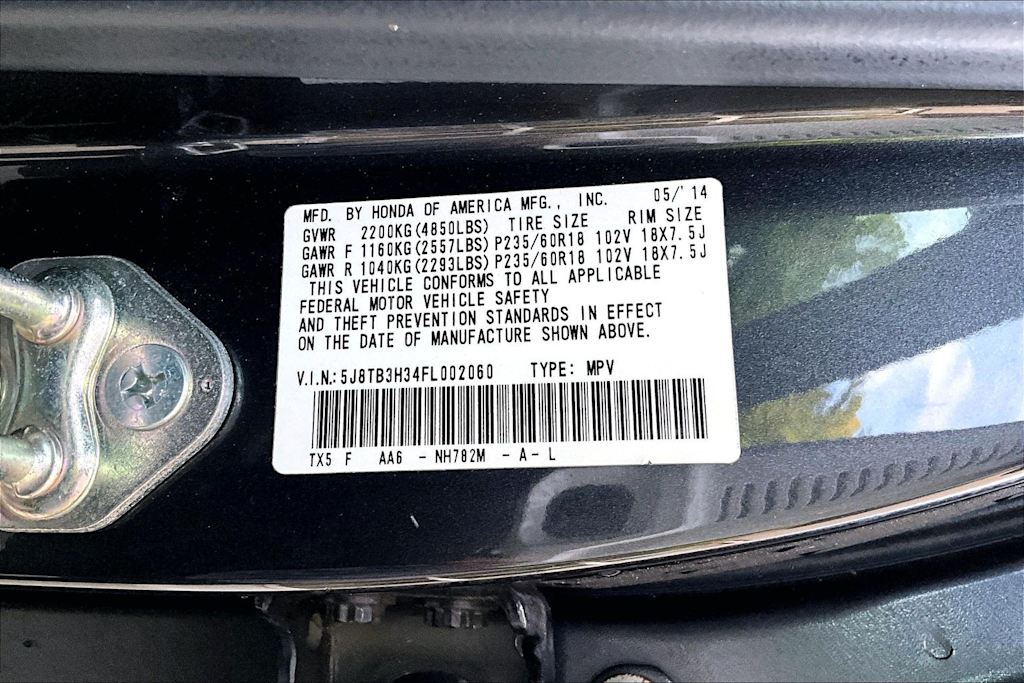 MFD. BY HONDA OF AMERICA MFG., INC. 05/'14
GVWR 2200KG(4850LBS) TIRE SIZE RIM SIZE
GAWR F 1160KG(2557LBS) P235/60R18 102V 18X7.5J
GAWR R 1040KG(2293LBS) P235/60R18 102V 18X7.5J
THIS VEHICLE CONFORMS TO ALL APPLICABLE
FEDERAL MOTOR VEHICLE SAFETY
AND THEFT PREVENTION STANDARDS IN EFFECT
ON THE DATE OF MANUFACTURE SHOWN ABOVE.
V.I.N.: 5J8TB3H34FL002060 TYPE: MPV
TX5 F AA6 - NH782M - A - L